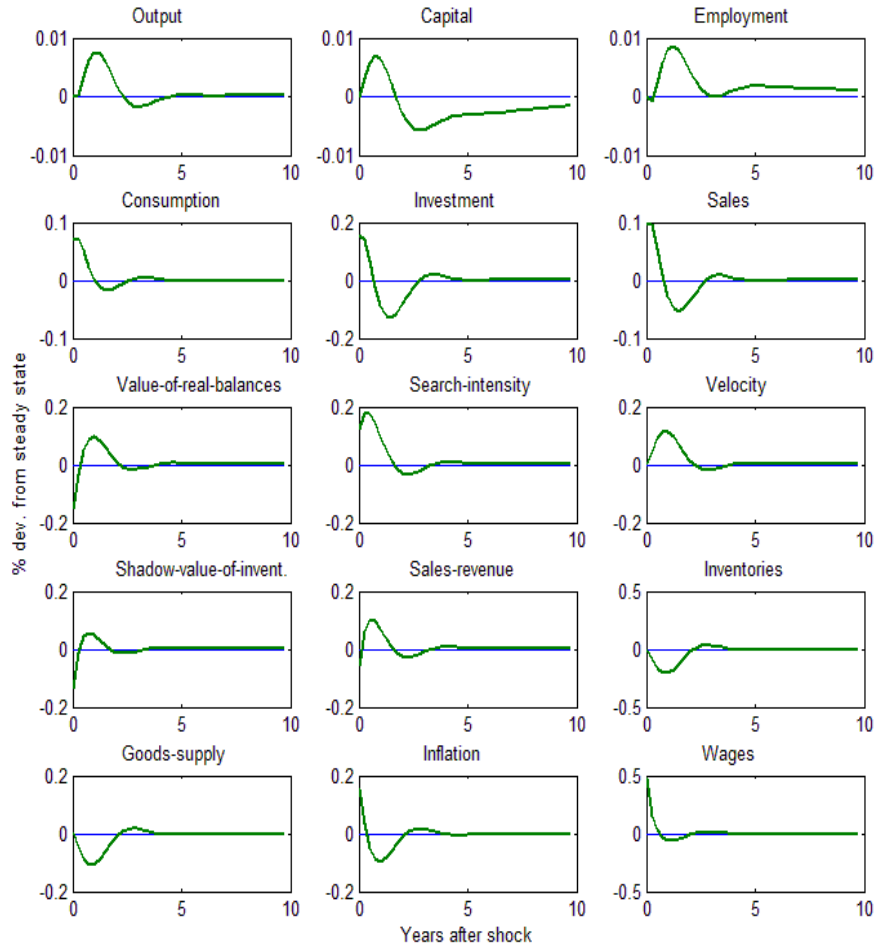 Output Capital Employment
0.01 0.01 0.01
0 0 0
-0.01 -0.01 -0.01
0 5 10 0 5 10 0 5 10
Consumption Investment Sales
0.1 0.2 0.1
0 0 0
-0.1 -0.2 -0.1
0 5 10 0 5 10 0 5 10
Value-of-real-balances Search-intensity Velocity
0.2 0.2 0.2
0 0 0
-0.2 -0.2 -0.2
0 5 10 0 5 10 0 5 10
Shadow-value-of-invent. Sales-revenue Inventories
0.2 0.2 0.5
0 0 0
-0.2 -0.2 -0.5
0 5 10 0 5 10 0 5 10
Goods-supply Inflation Wages
0.2 0.2 0.5
0 0 0
-0.2 -0.2 -0.5
0 5 10 0 5 10 0 5 10
% dev. from steady state
Years after shock